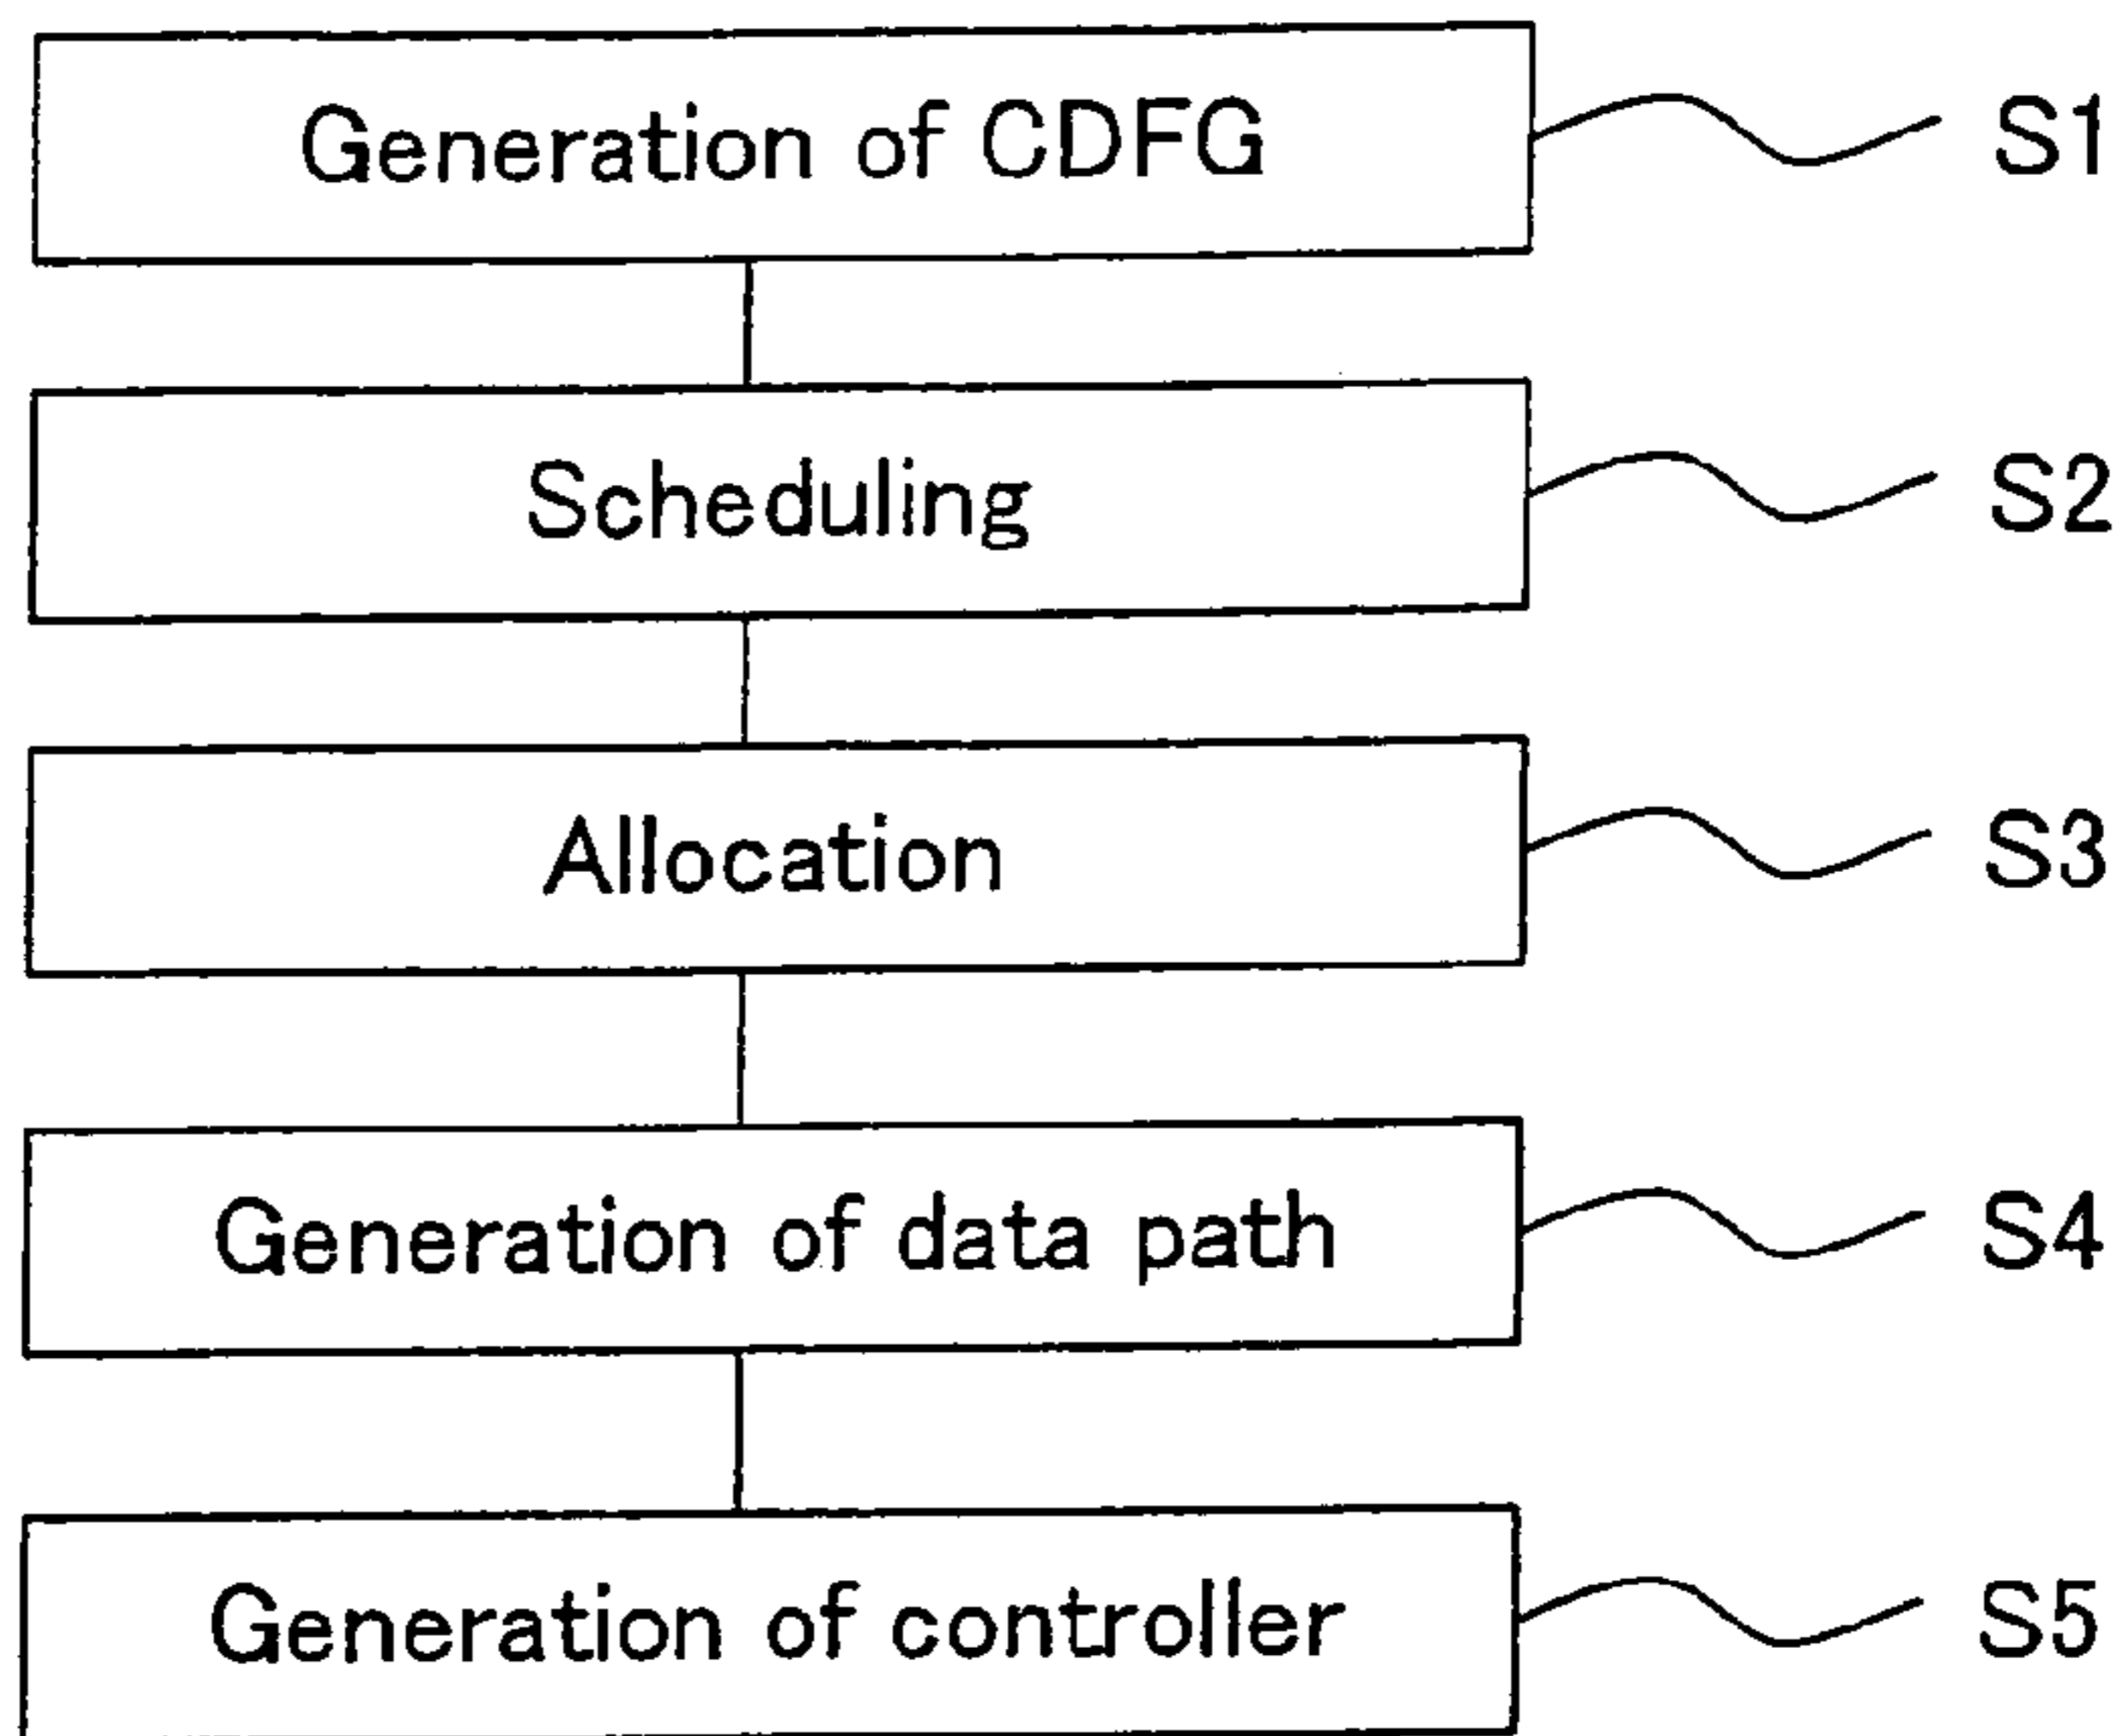 Generation of CDFG S1
Scheduling S2
Allocation S3
Generation of data path S4
Generation of controller S5